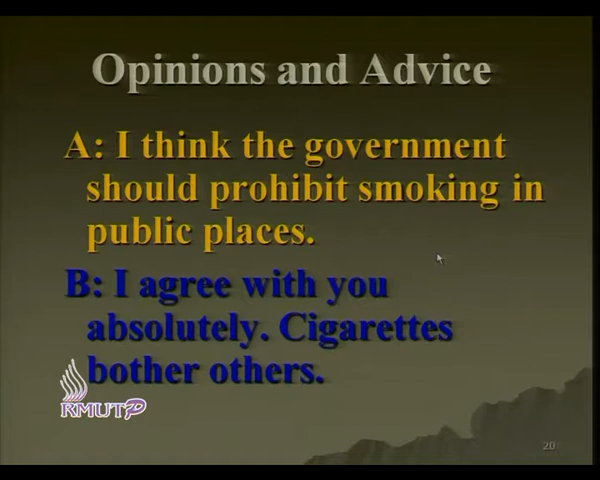 Opinions and Advice
A: I think the government
should prohibit smoking in
public places.
B: I agree with you
absolutely. Cigarettes
bother others.
RMUTP
20